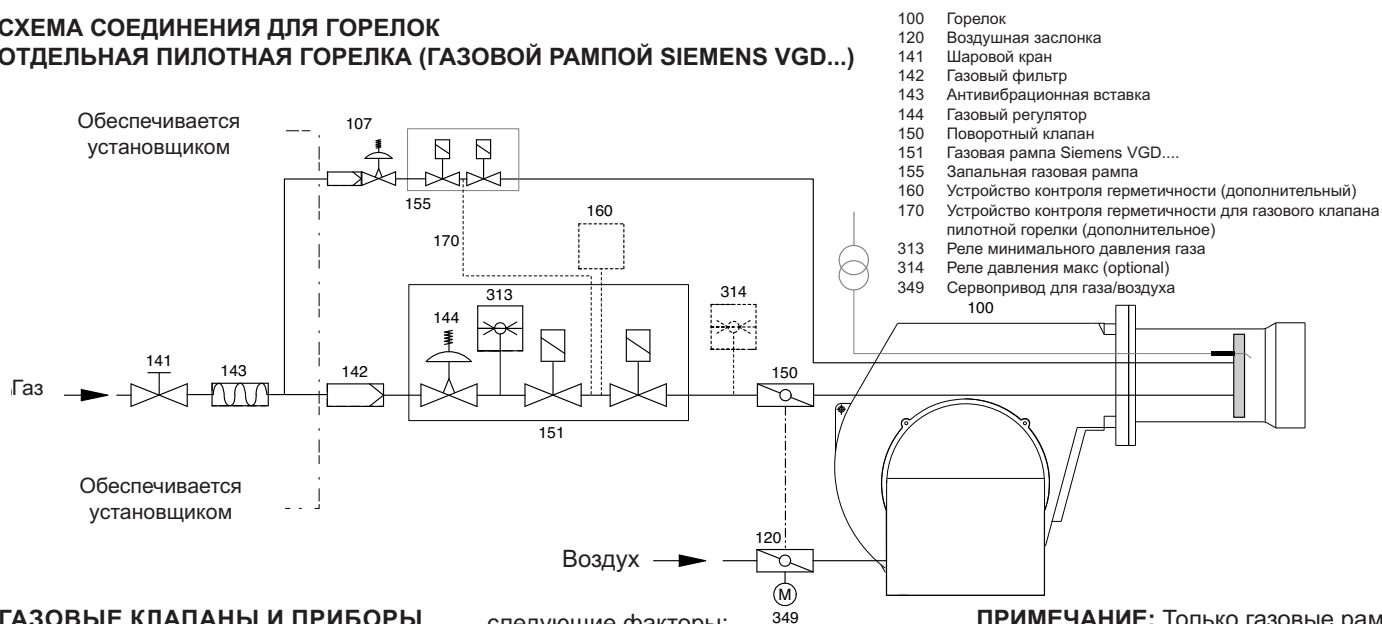 СХЕМА СОЕДИНЕНИЯ ДЛЯ ГОРЕЛОК
ОТДЕЛЬНАЯ ПИЛОТНАЯ ГОРЕЛКА (ГАЗОВОЙ РАМПОЙ SIEMENS VGD...)
100 Горелок
120 Воздушная заслонка
141 Шаровой кран
142 Газовый фильтр
143 Антивибрационная вставка
144 Газовый регулятор
150 Поворотный клапан
151 Газовая рампа Siemens VGD....
155 Запальная газовая рампа
160 Устройство контроля герметичности (дополнительный)
170 Устройство контроля герметичности для газового клапана
пилотной горелки (дополнительное)
313 Реле минимального давления газа
314 Реле давления макс (optional)
349 Сервопривод для газа/воздуха
Обеспечивается
установщиком
107
155
160
170
313
314
100
144
141
143
142
150
Газ
151
Обеспечивается
установщиком
120
Воздух
M
349
ГАЗОВЫЕ КЛАПАНЫ И ПРИБОРЫ
следующие факторы:
ПРИМЕЧАНИЕ: Только газовые рам